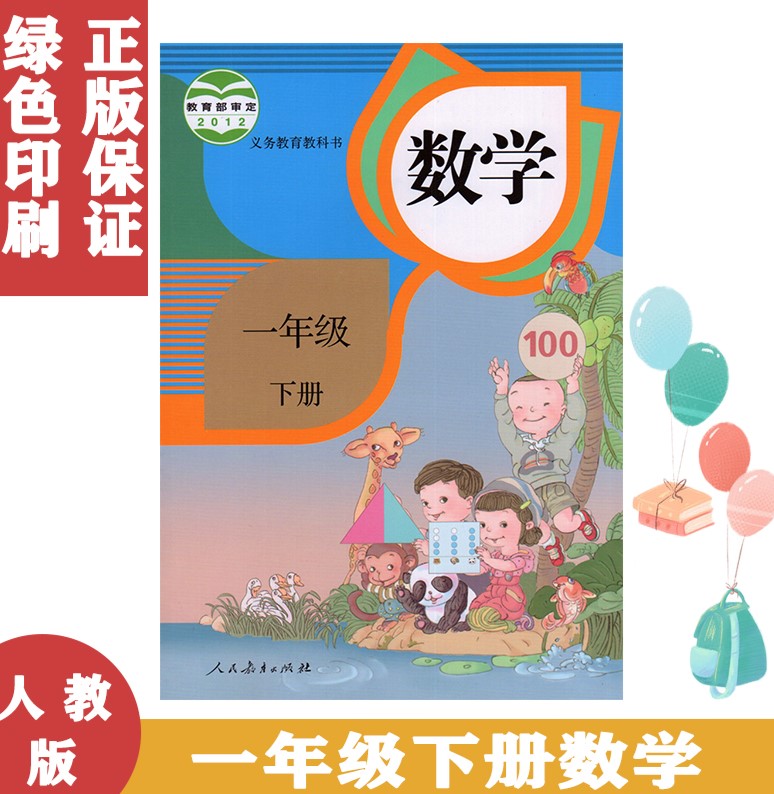 正版保证
绿色印刷
教育部审定
2012
义务教育教科书
数学
一年级
下册
100
人民教育出版社
人教
版
一年级下册数学